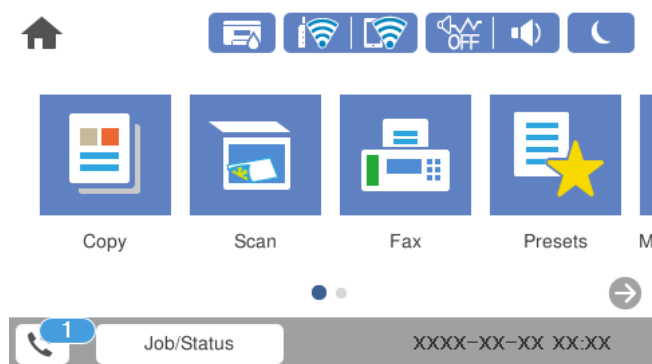 OFF
Copy
Scan
Fax
Presets
M
1
Job/Status
XXXX-XX-XX XX:XX